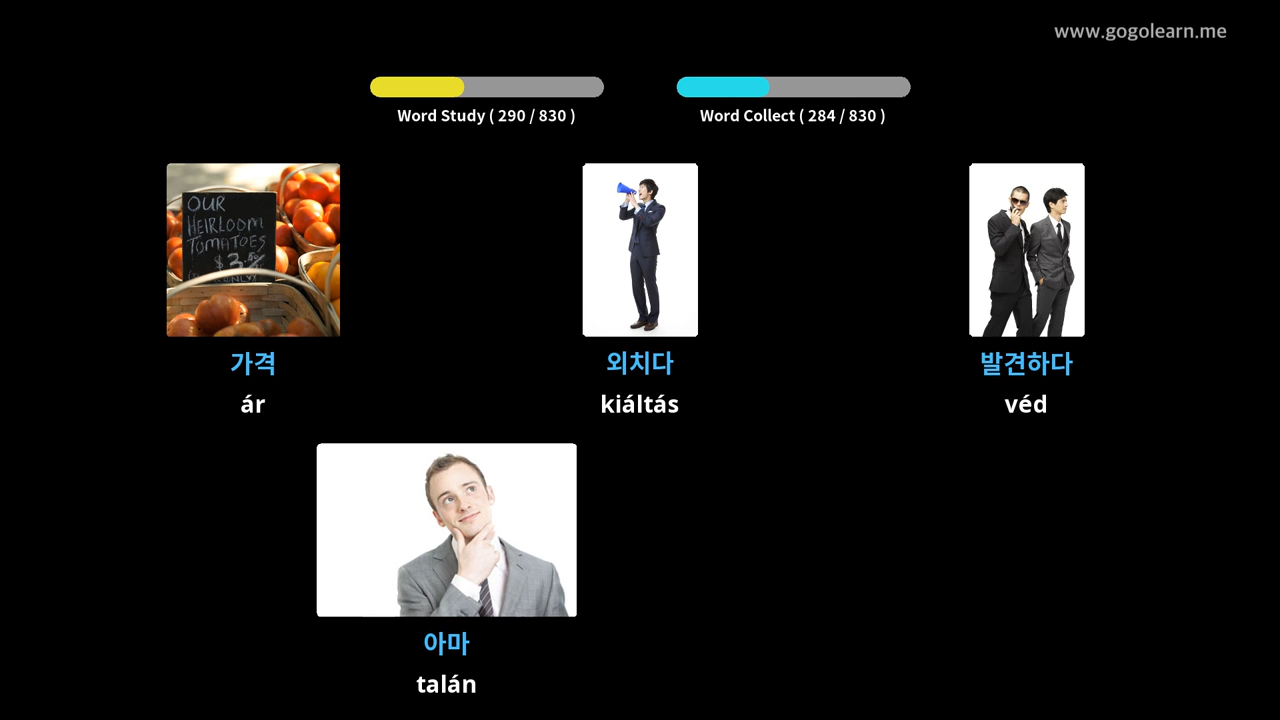 www.gogolearn.me
Word Study ( 290 / 830 )
Word Collect ( 284 / 830 )
OUR
HEIRLOOM
TOMATOES
가격
ár
외치다
kiáltás
발견하다
véd
아마
talán